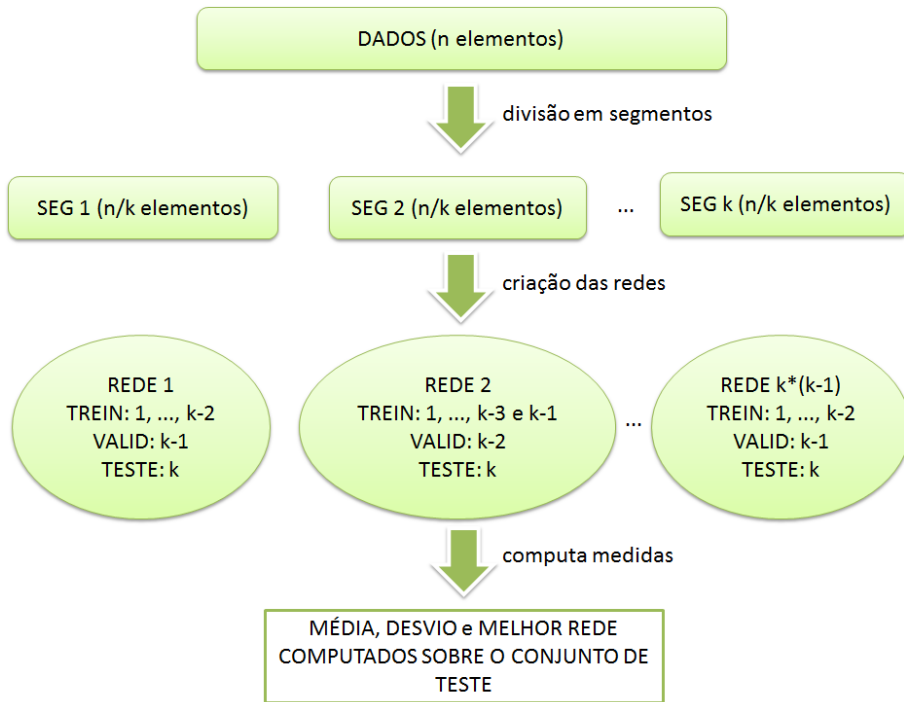 DADOS (n elementos)
divisão em segmentos
SEG 1 (n/k elementos)
SEG 2 (n/k elementos)
...
SEG k (n/k elementos)
criação das redes
REDE 1
TREIN: 1, ..., k-2
VALID: k-1
TESTE: k
REDE 2
TREIN: 1, ..., k-3 e k-1
VALID: k-2
TESTE: k
...
REDE k*(k-1)
TREIN: 1, ..., k-2
VALID: k-1
TESTE: k
computa medidas
MÉDIA, DESVIO e MELHOR REDE
COMPUTADOS SOBRE O CONJUNTO DE
TESTE